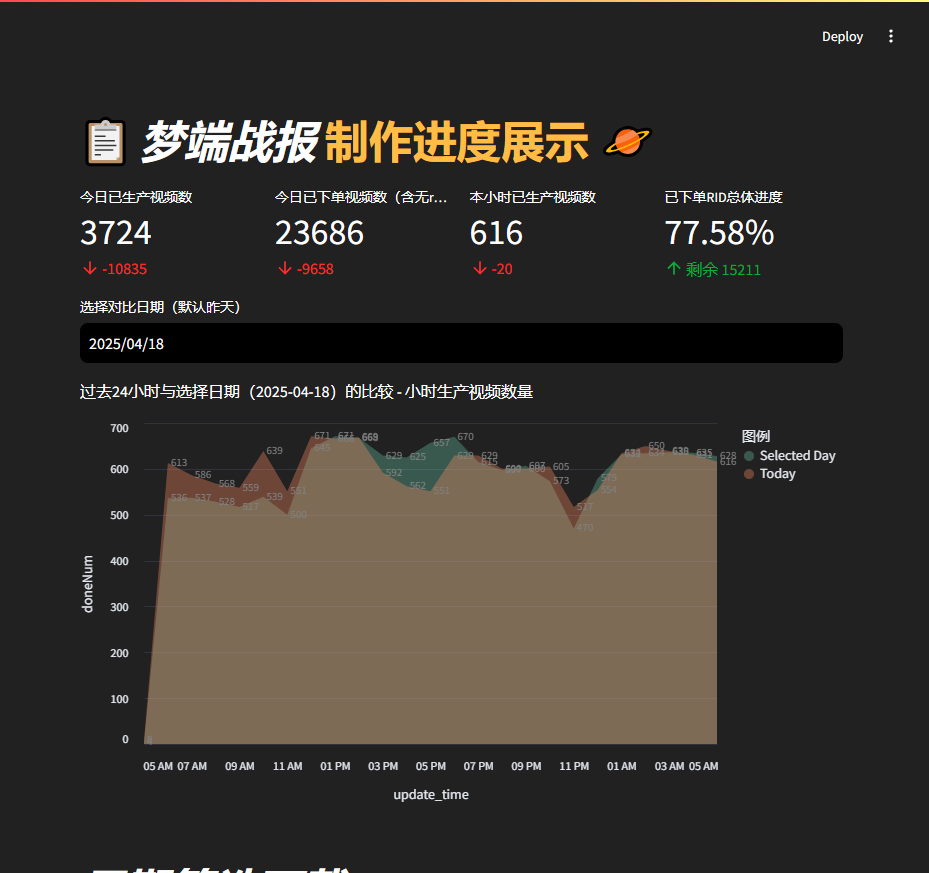 Deploy
梦端战报 制作进度展示
今日已生产视频数
3724
-10835
今日已下单视频数（含无r...
23686
-9658
本小时已生产视频数
616
-20
已下单RID总体进度
77.58%
剩余 15211
选择对比日期（默认昨天）
2025/04/18
过去24小时与选择日期（2025-04-18）的比较 - 小时生产视频数量
图例
Selected Day
Today
doneNum
700
600
500
400
300
200
100
0
613 586 568 559 639 551 671 671 669 629 625 657 670 629 605 517 579 650 628
536 537 528 517 539 500 645 592 562 551 629 615 607 573 470 554 634 616
05 AM 07 AM 09 AM 11 AM 01 PM 03 PM 05 PM 07 PM 09 PM 11 PM 01 AM 03 AM 05 AM
update_time